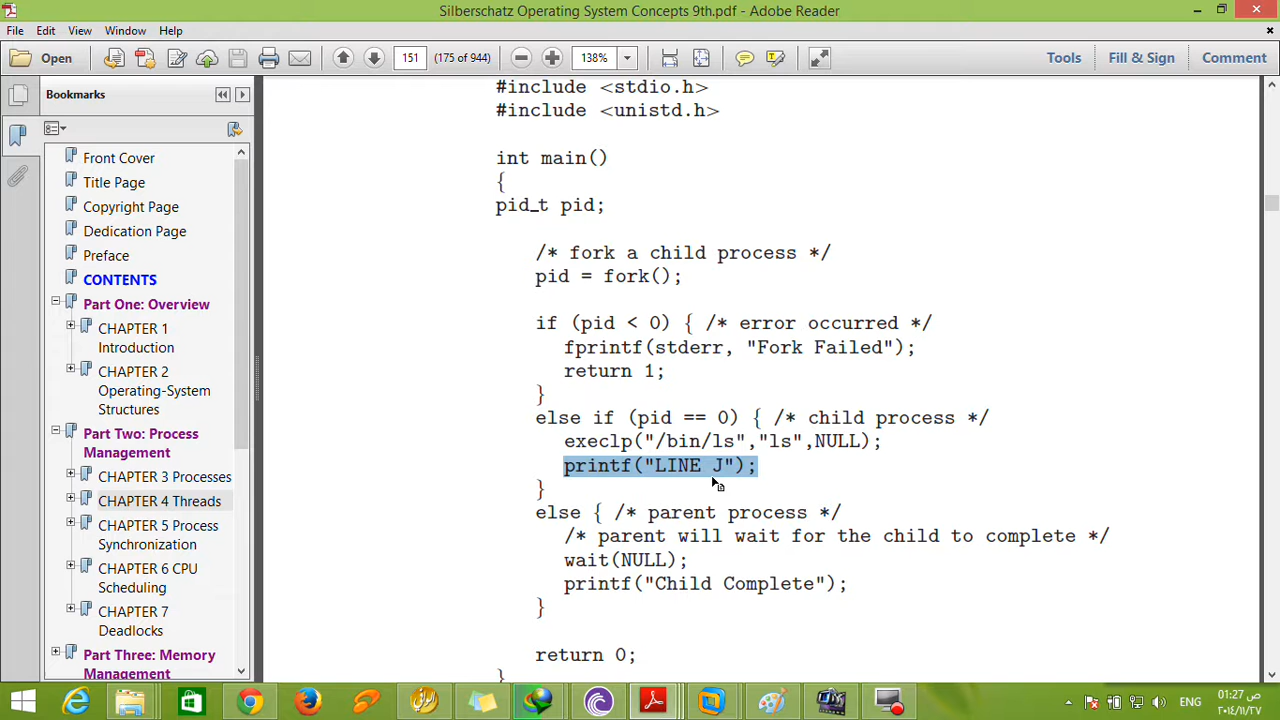 Silberschatz Operating System Concepts 9th.pdf - Adobe Reader
File Edit View Window Help
Open 151 (175 of 944) 138% Tools Fill & Sign Comment
Bookmarks
Front Cover
Title Page
Copyright Page
Dedication Page
Preface
CONTENTS
Part One: Overview
CHAPTER 1
Introduction
CHAPTER 2
Operating-System
Structures
Part Two: Process
Management
CHAPTER 3 Processes
CHAPTER 4 Threads
CHAPTER 5 Process
Synchronization
CHAPTER 6 CPU
Scheduling
CHAPTER 7
Deadlocks
Part Three: Memory
Management
#include <stdio.h>
#include <unistd.h>
int main()
{
pid_t pid;
/* fork a child process */
pid = fork();
if (pid < 0) { /* error occurred */
fprintf(stderr, "Fork Failed");
return 1;
}
else if (pid == 0) { /* child process */
execlp("/bin/ls","ls",NULL);
printf("LINE J");
}
else { /* parent process */
/* parent will wait for the child to complete */
wait(NULL);
printf("Child Complete");
}
return 0;
}
ENG
01:27 ص
٢٠١٤/١١/٢٧